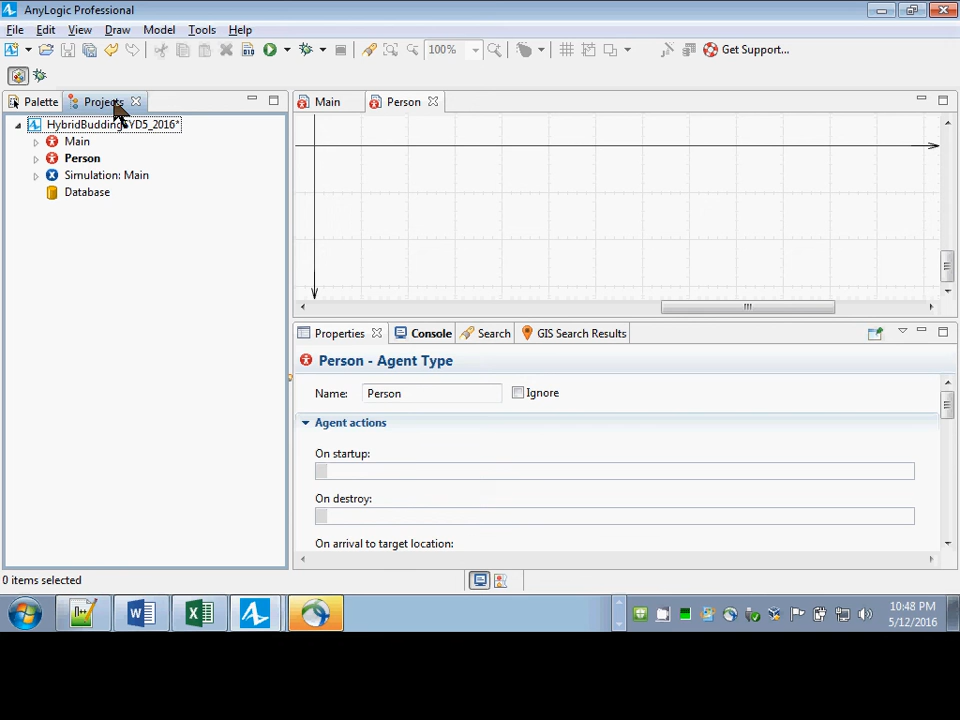 AnyLogic Professional
File Edit View Draw Model Tools Help
100% Get Support...
Palette Projects Main Person
HybridBudding YD5_2016*
Main
Person
Simulation: Main
Database
Properties Console Search GIS Search Results
Person - Agent Type
Name: Person Ignore
Agent actions
On startup:
On destroy:
On arrival to target location:
0 items selected
10:48 PM
5/12/2016